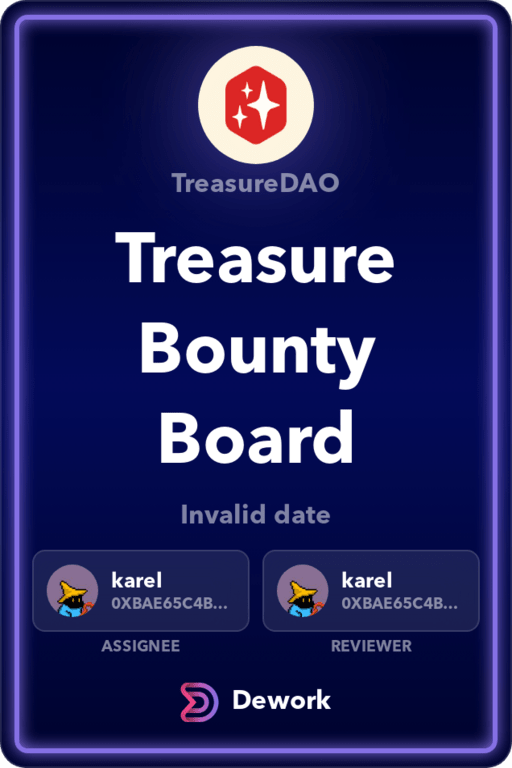 TreasureDAO
Treasure
Bounty
Board
Invalid date
karel
0XBAE65C4B...
ASSIGNEE
karel
0XBAE65C4B...
REVIEWER
Dework